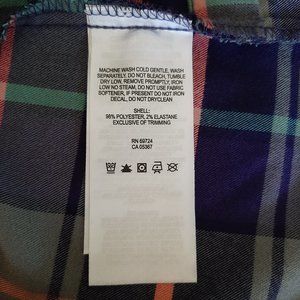 MACHINE WASH COLD GENTLE, WASH
SEPARATELY, DO NOT BLEACH, TUMBLE
DRY LOW, REMOVE PROMPTLY, IRON
LOW NO STEAM, DO NOT USE FABRIC
SOFTENER, IF PRESENT DO NOT IRON
DECAL, DO NOT DRYCLEAN
SHELL:
98% POLYESTER, 2% ELASTANE
EXCLUSIVE OF TRIMMING
RN 69724
CA 05367